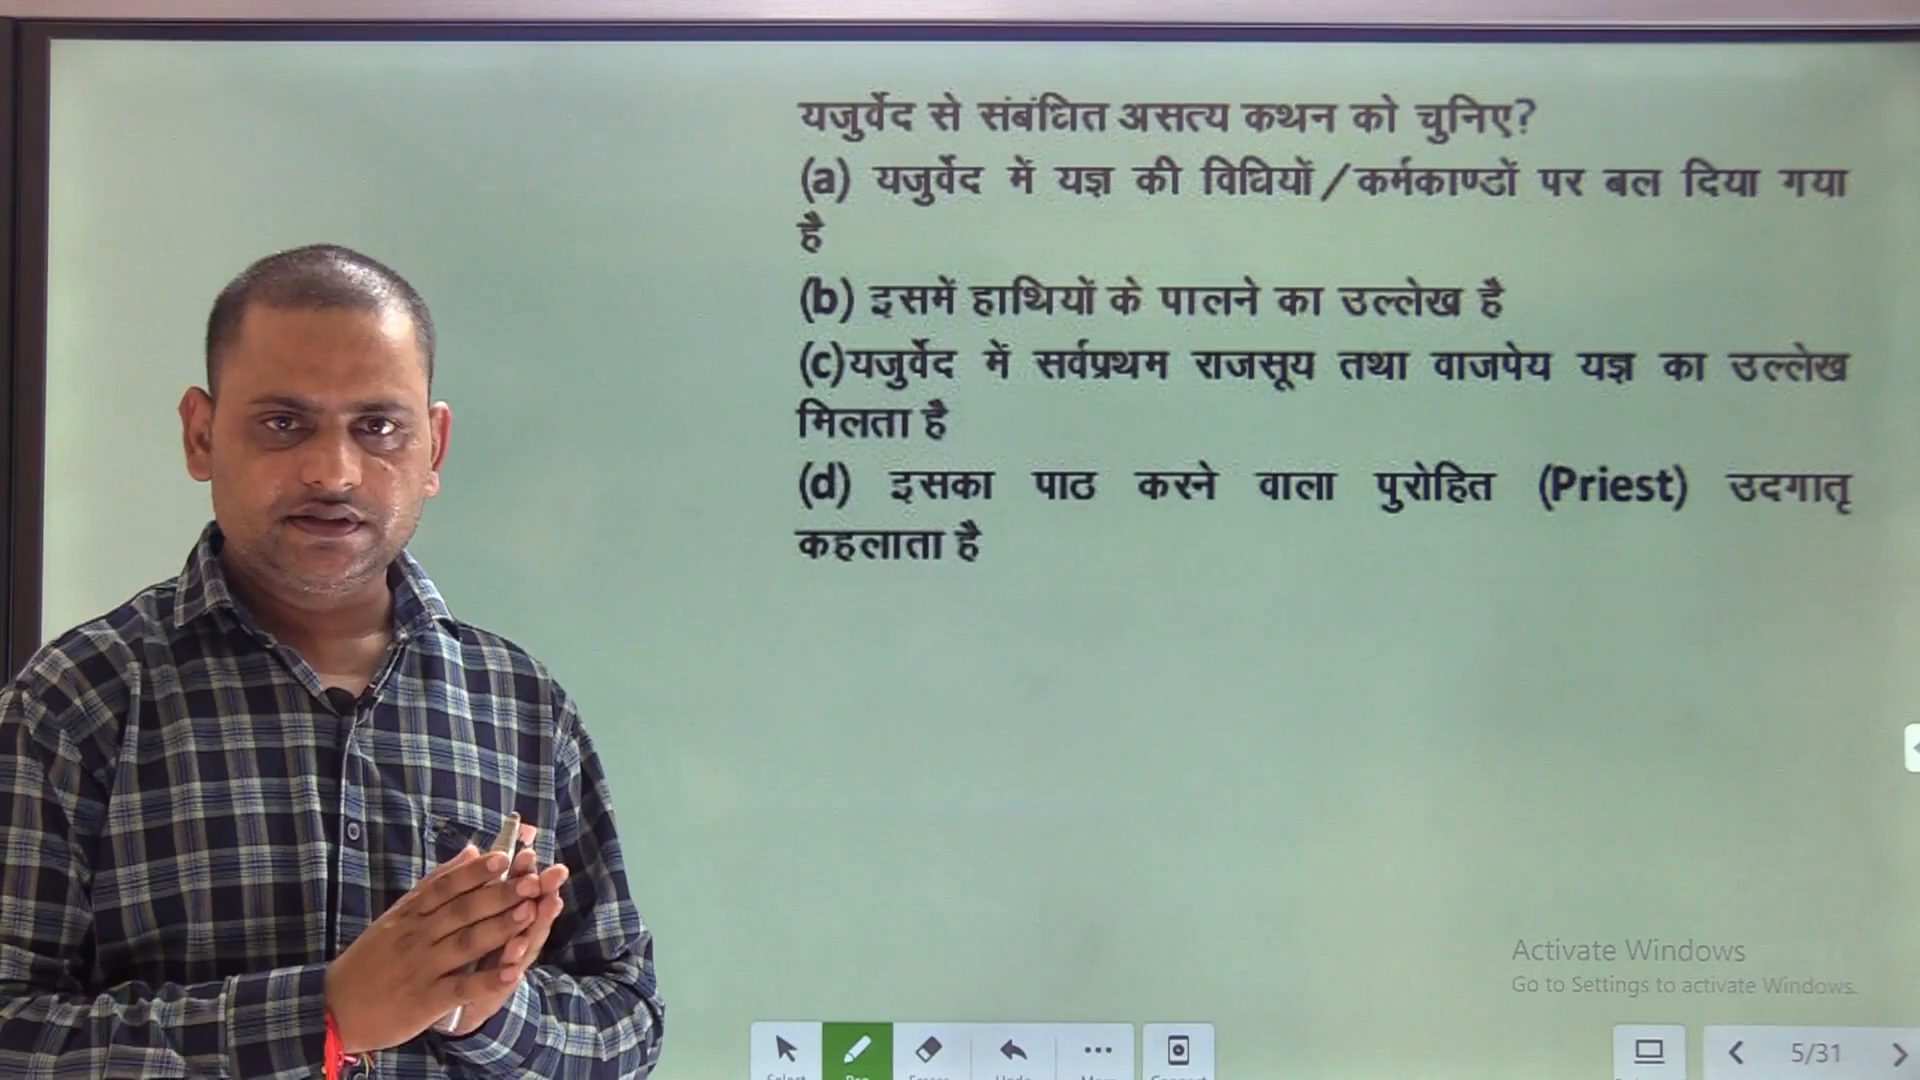 यजुर्वेद से संबंधित असत्य कथन को चुनिए?
(a) यजुर्वेद में यज्ञ की विधियों/कर्मकाण्डों पर बल दिया गया
है
(b) इसमें हाथियों के पालने का उल्लेख है
(c)यजुर्वेद में सर्वप्रथम राजसूय तथा वाजपेय यज्ञ का उल्लेख
मिलता है
(d) इसका पाठ करने वाला पुरोहित (Priest) उदगातृ
कहलाता है
Activate Windows
Go to Settings to activate Windows.
5/31